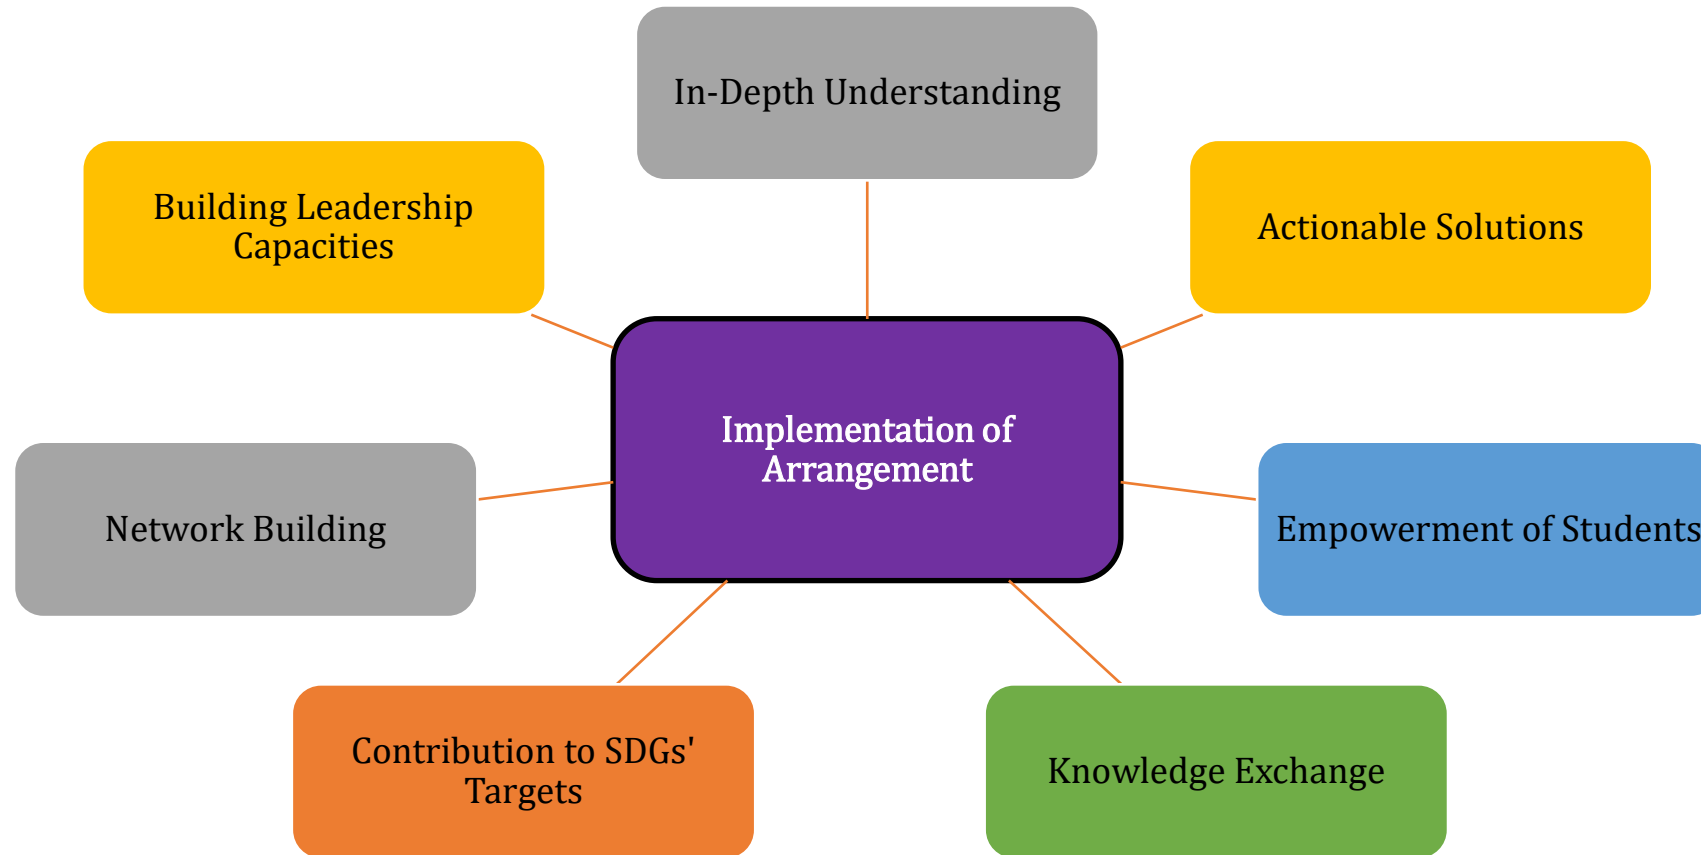 In-Depth Understanding
Building Leadership
Capacities
Actionable Solutions
Implementation of
Arrangement
Network Building
Empowerment of Students
Contribution to SDGs'
Targets
Knowledge Exchange